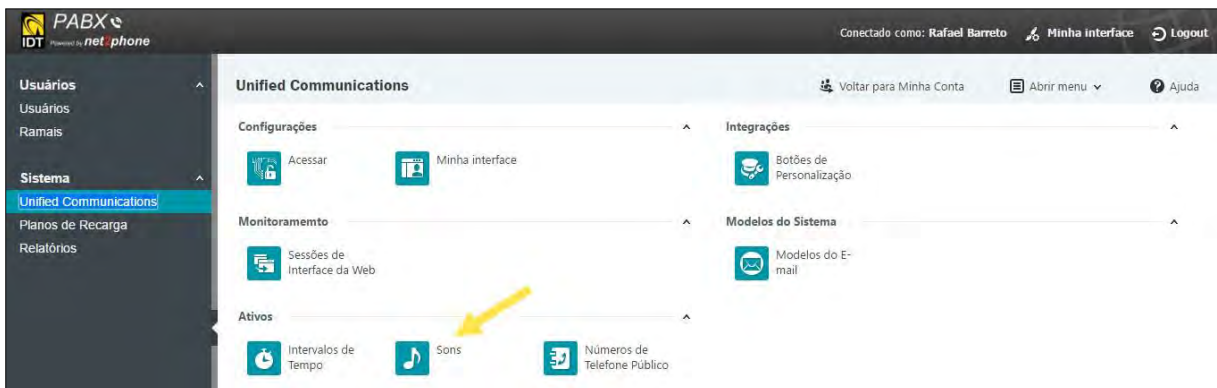 PABX
IDT Powered by net2phone
Conectado como: Rafael Barreto Minha interface Logout
Usuários
Usuários
Ramais
Sistema
Unified Communications
Planos de Recarga
Relatórios
Unified Communications
Voltar para Minha Conta Abrir menu Ajuda
Configurações
Acessar
Minha interface
Integrações
Botões de
Personalização
Monitoramento
Sessões de
Interface da Web
Modelos do Sistema
Modelos do E-
mail
Ativos
Intervalos de
Tempo
Sons
Números de
Telefone Público